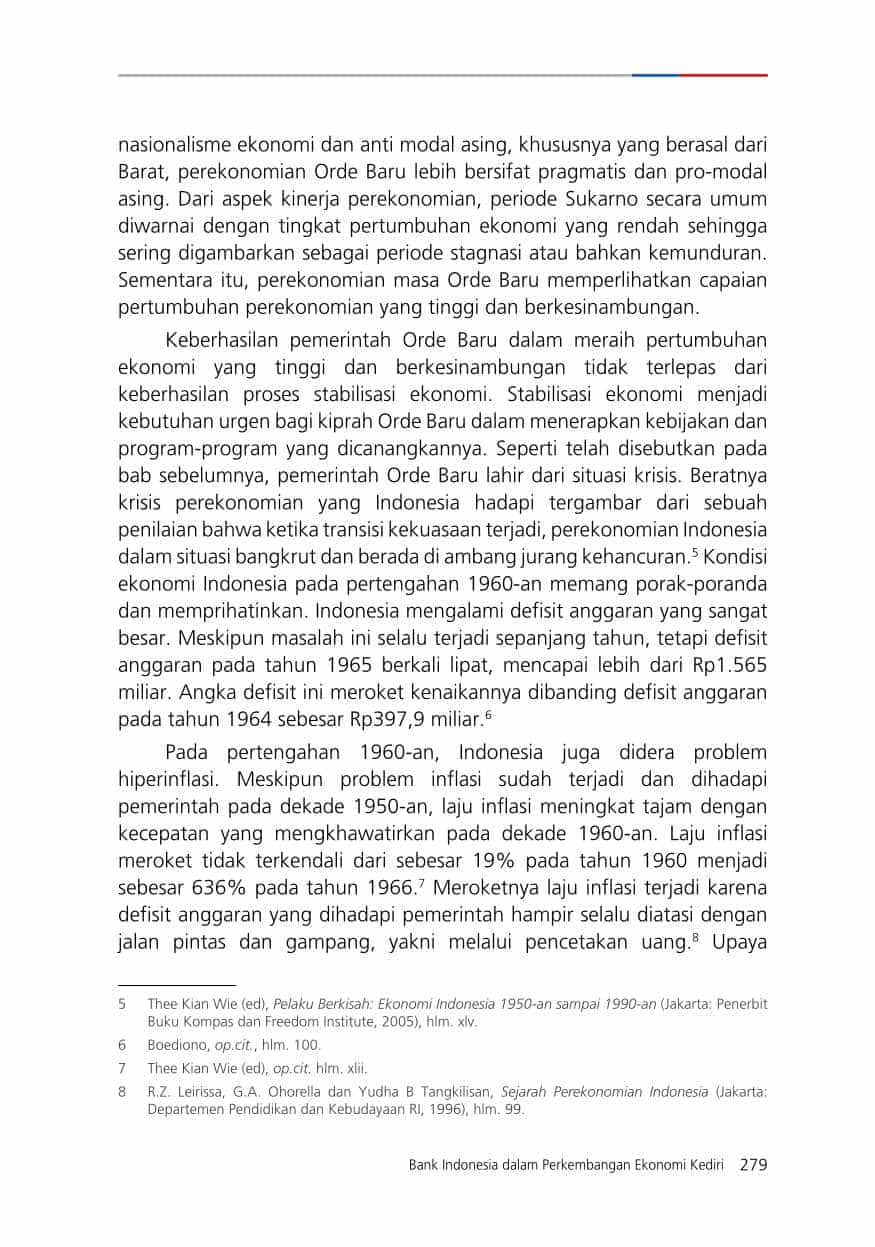 nasionalisme ekonomi dan anti modal asing, khususnya yang berasal dari
Barat, perekonomian Orde Baru lebih bersifat pragmatis dan pro-modal
asing. Dari aspek kinerja perekonomian, periode Sukarno secara umum
diwarnai dengan tingkat pertumbuhan ekonomi yang rendah sehingga
sering digambarkan sebagai periode stagnasi atau bahkan kemunduran.
Sementara itu, perekonomian masa Orde Baru memperlihatkan capaian
pertumbuhan perekonomian yang tinggi dan berkesinambungan.
Keberhasilan pemerintah Orde Baru dalam meraih pertumbuhan
ekonomi yang tinggi dan berkesinambungan tidak terlepas dari
keberhasilan proses stabilisasi ekonomi. Stabilisasi ekonomi menjadi
kebutuhan urgen bagi kiprah Orde Baru dalam menerapkan kebijakan dan
program-program yang dicanangkannya. Seperti telah disebutkan pada
bab sebelumnya, pemerintah Orde Baru lahir dari situasi krisis. Beratnya
krisis perekonomian yang Indonesia hadapi tergambar dari sebuah
penilaian bahwa ketika transisi kekuasaan terjadi, perekonomian Indonesia
dalam situasi bangkrut dan berada di ambang jurang kehancuran.⁵ Kondisi
ekonomi Indonesia pada pertengahan 1960-an memang porak-poranda
dan memprihatinkan. Indonesia mengalami defisit anggaran yang sangat
besar. Meskipun masalah ini selalu terjadi sepanjang tahun, tetapi defisit
anggaran pada tahun 1965 berkali lipat, mencapai lebih dari Rp1.565
miliar. Angka defisit ini meroket kenaikannya dibanding defisit anggaran
pada tahun 1964 sebesar Rp397,9 miliar.⁶
Pada pertengahan 1960-an, Indonesia juga didera problem
hiperinflasi. Meskipun problem inflasi sudah terjadi dan dihadapi
pemerintah pada dekade 1950-an, laju inflasi meningkat tajam dengan
kecepatan yang mengkhawatirkan pada dekade 1960-an. Laju inflasi
meroket tidak terkendali dari sebesar 19% pada tahun 1960 menjadi
sebesar 636% pada tahun 1966.⁷ Meroketnya laju inflasi terjadi karena
defisit anggaran yang dihadapi pemerintah hampir selalu diatasi dengan
jalan pintas dan gampang, yakni melalui pencetakan uang.⁸ Upaya
5 Thee Kian Wie (ed), Pelaku Berkisah: Ekonomi Indonesia 1950-an sampai 1990-an (Jakarta: Penerbit
Buku Kompas dan Freedom Institute, 2005), hlm. xlv.
6 Boediono, op.cit., hlm. 100.
7 Thee Kian Wie (ed), op.cit. hlm. xlii.
8 R.Z. Leirissa, G.A. Ohorella dan Yudha B Tangkilisan, Sejarah Perekonomian Indonesia (Jakarta:
Departemen Pendidikan dan Kebudayaan RI, 1996), hlm. 99.
Bank Indonesia dalam Perkembangan Ekonomi Kediri 279